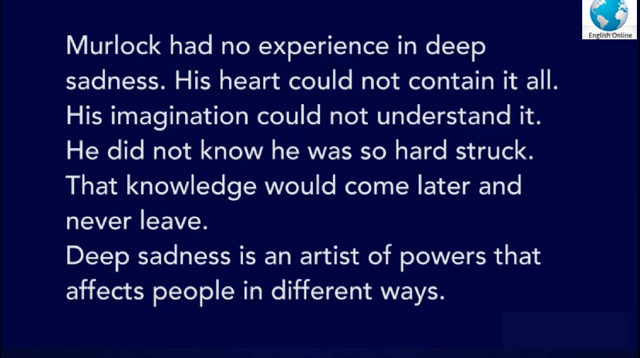 English Online
Murlock had no experience in deep
sadness. His heart could not contain it all.
His imagination could not understand it.
He did not know he was so hard struck.
That knowledge would come later and
never leave.
Deep sadness is an artist of powers that
affects people in different ways.